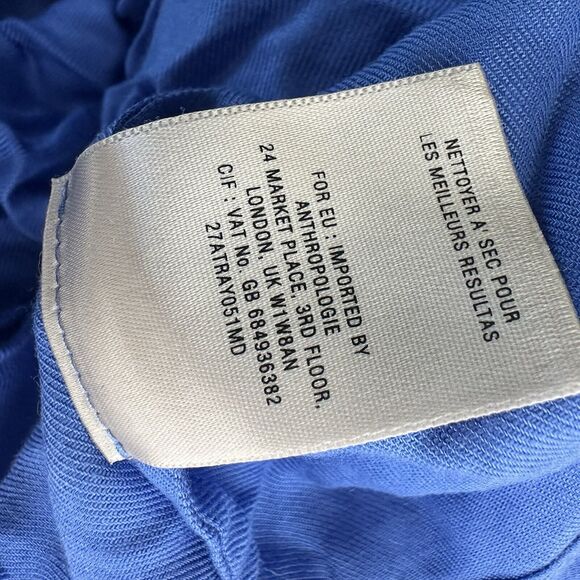 NETTOYER A' SEC POUR
LES MEILLEURS RESULTAS
FOR EU : IMPORTED BY
ANTHROPOLOGIE
24 MARKET PLACE, 3RD FLOOR,
LONDON, UK W1W8AN
CIF : VAT No. GB 684936382
27ATRAY051MD